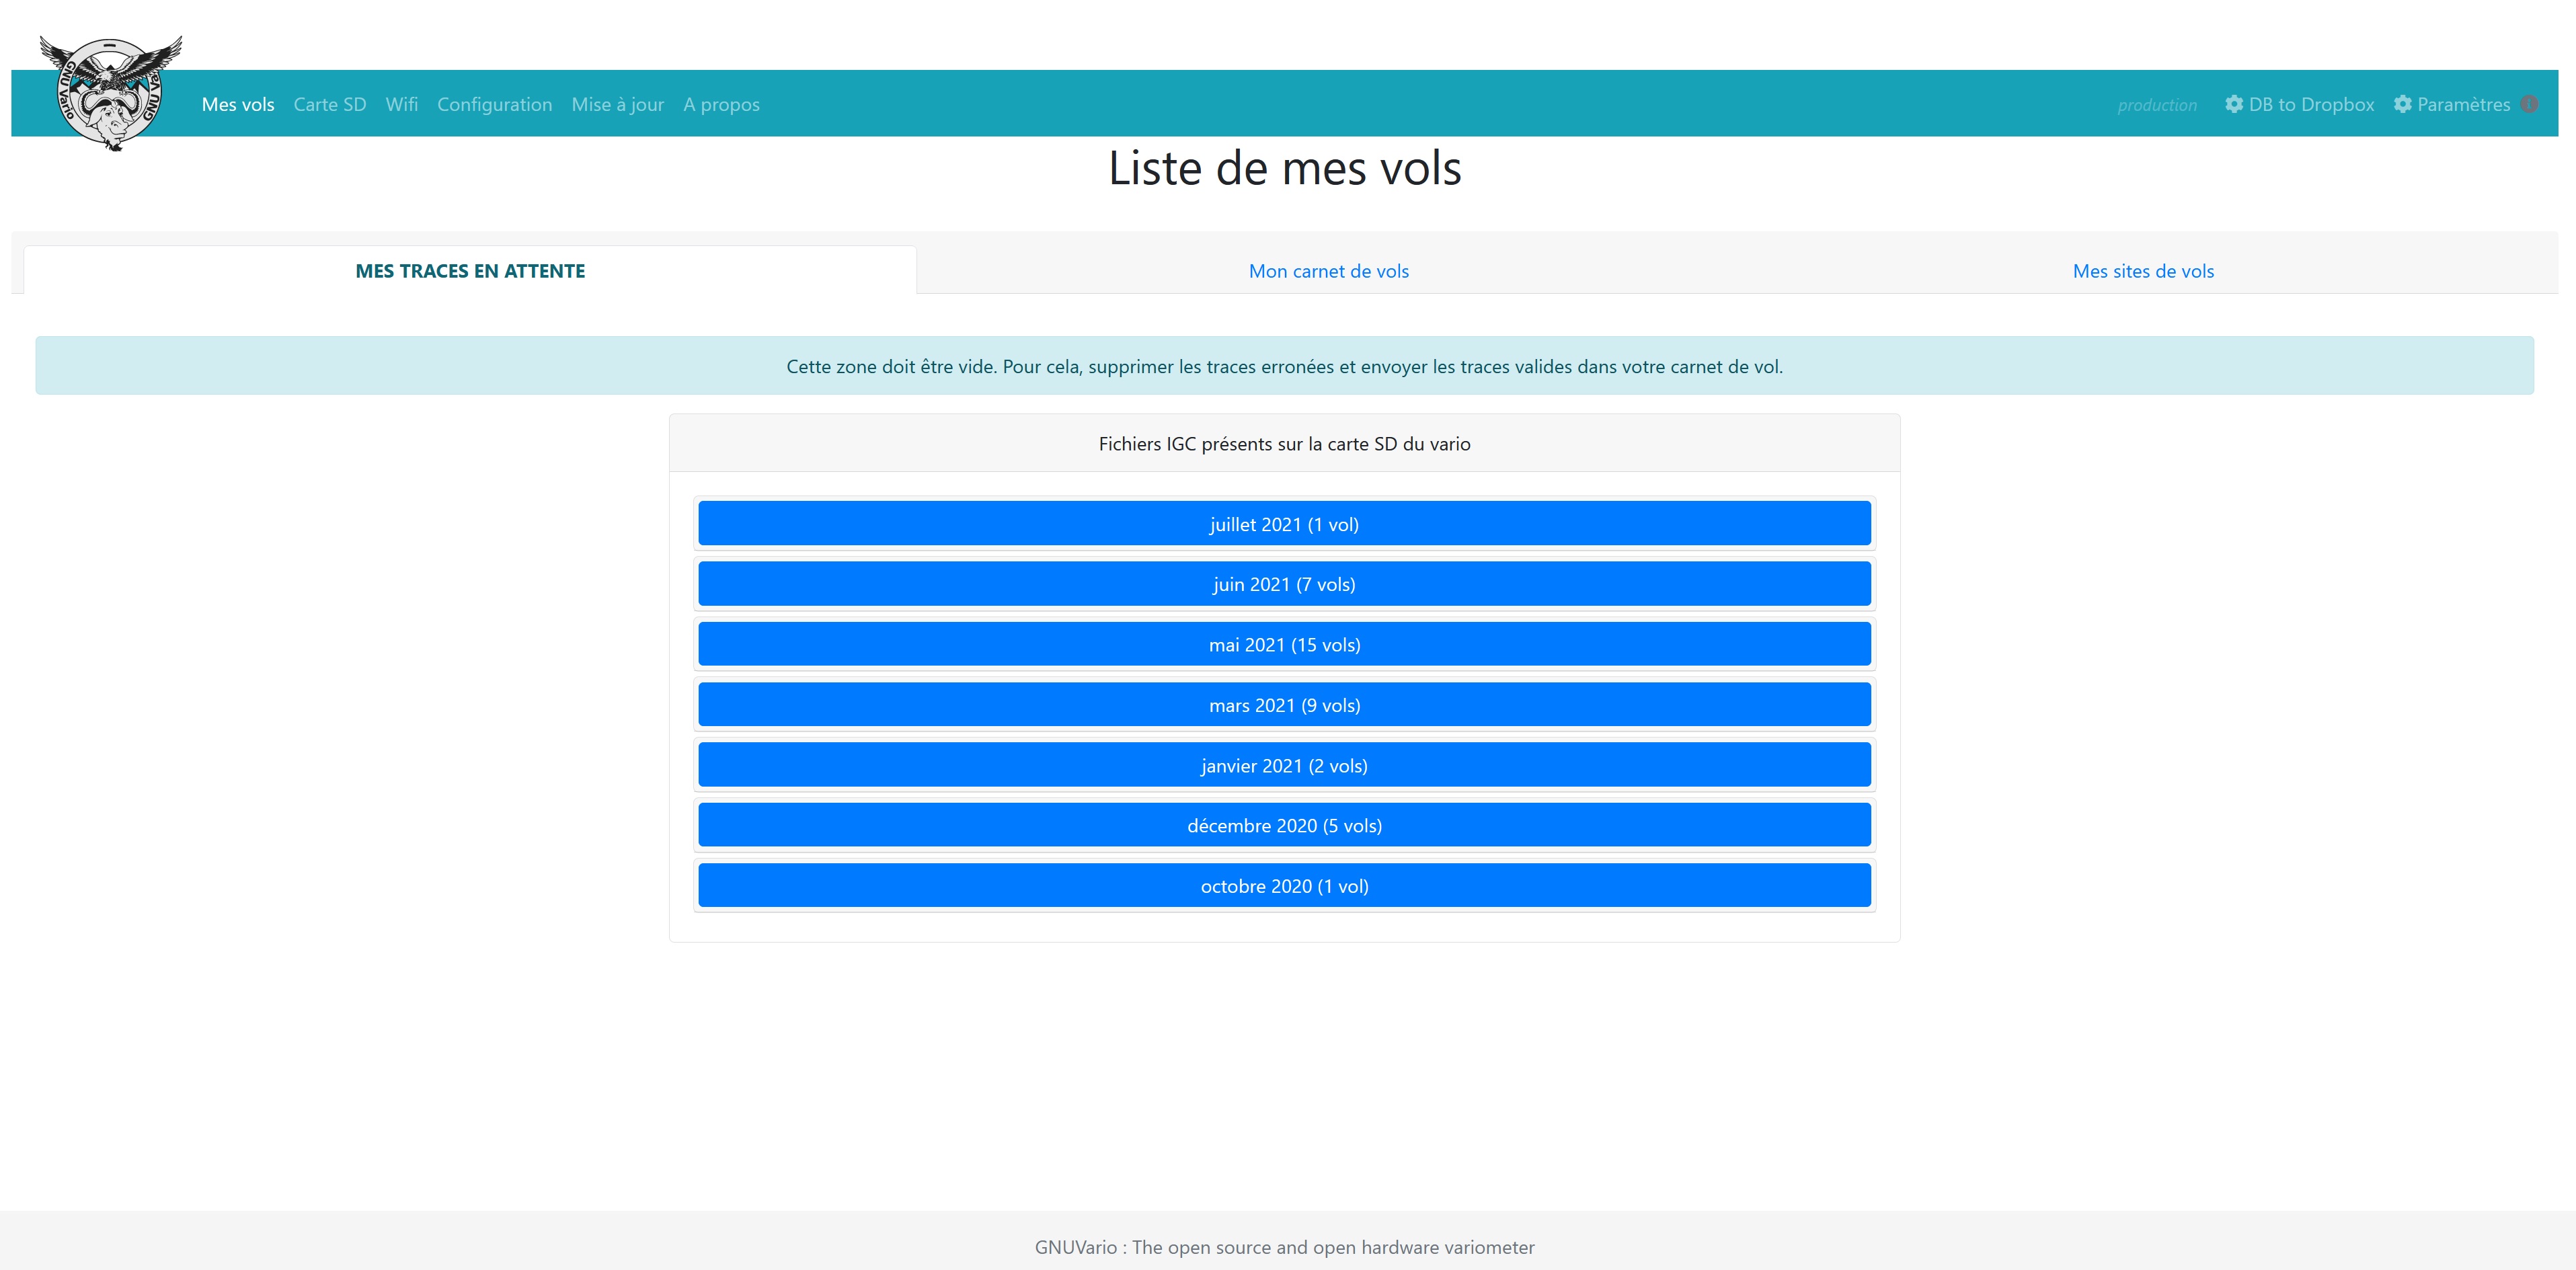 GNU Vario
GNU Vario
Mes vols Carte SD Wifi Configuration Mise à jour A propos production DB to Dropbox Paramètres
Liste de mes vols
MES TRACES EN ATTENTE Mon carnet de vols Mes sites de vols
Cette zone doit être vide. Pour cela, supprimer les traces erronées et envoyer les traces valides dans votre carnet de vol.
Fichiers IGC présents sur la carte SD du vario
juillet 2021 (1 vol)
juin 2021 (7 vols)
mai 2021 (15 vols)
mars 2021 (9 vols)
janvier 2021 (2 vols)
décembre 2020 (5 vols)
octobre 2020 (1 vol)
GNUVario : The open source and open hardware variometer